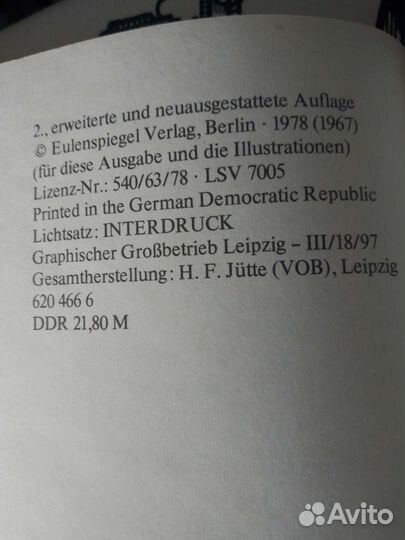 2., erweiterte und neuausgestattete Auflage
© Eulenspiegel Verlag, Berlin · 1978 (1967)
(für diese Ausgabe und die Illustrationen)
Lizenz-Nr.: 540/63/78 · LSV 7005
Printed in the German Democratic Republic
Lichtsatz: INTERDRUCK
Graphischer Großbetrieb Leipzig – III/18/97
Gesamtherstellung: H. F. Jütte (VOB), Leipzig
620 466 6
DDR 21,80 M
Avito